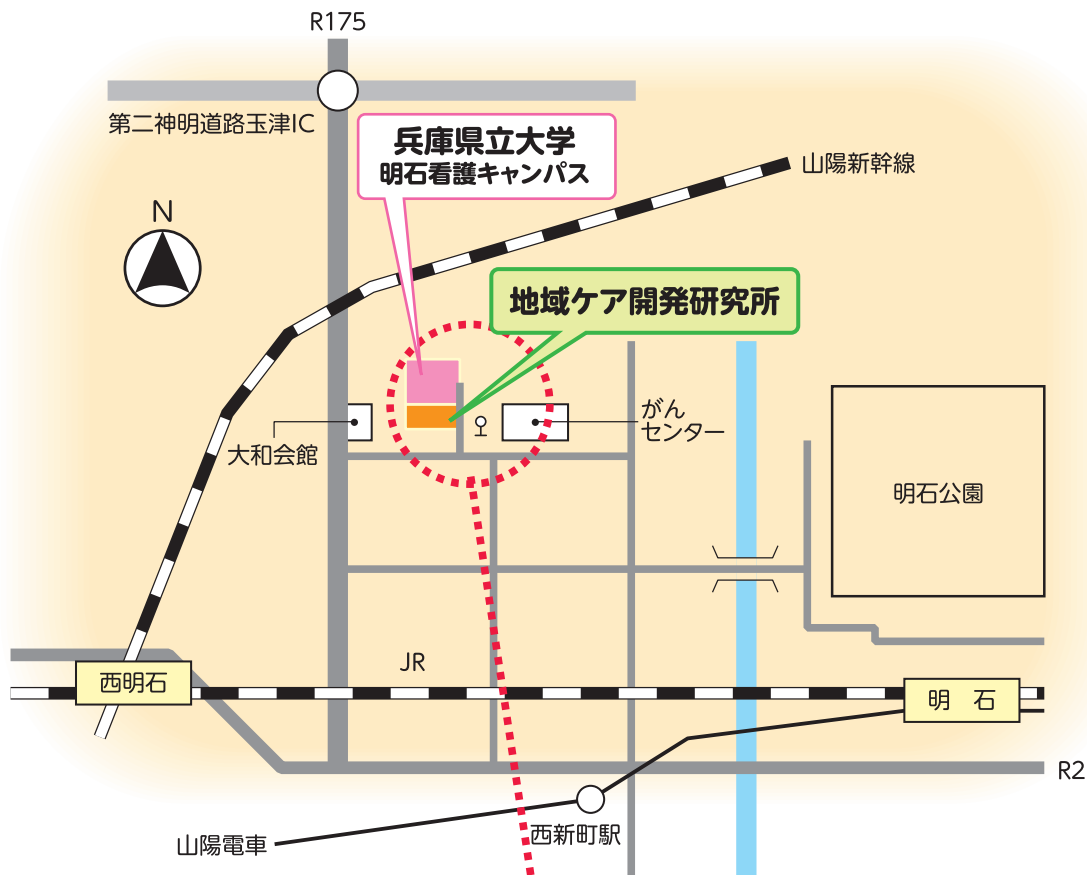 R175
第二神明道路玉津IC
兵庫県立大学
明石看護キャンパス
山陽新幹線
N
地域ケア開発研究所
がん
センター
大和会館
明石公園
JR
西明石
明 石
R2
西新町駅
山陽電車